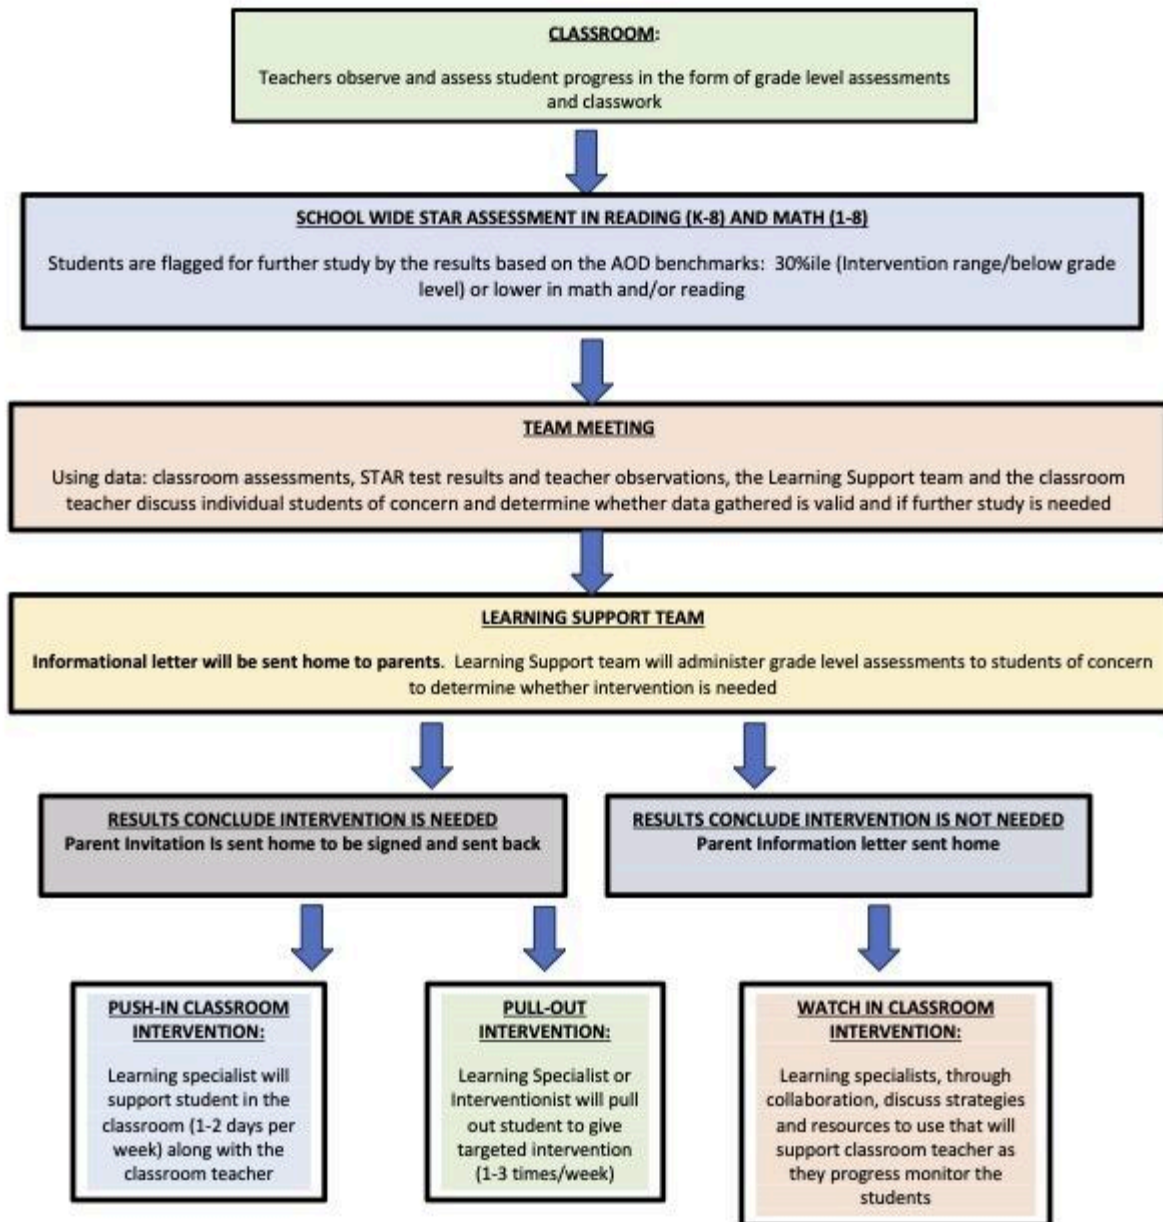 CLASSROOM:
Teachers observe and assess student progress in the form of grade level assessments
and classwork
SCHOOL WIDE STAR ASSESSMENT IN READING (K-8) AND MATH (1-8)
Students are flagged for further study by the results based on the AOD benchmarks: 30%ile (Intervention range/below grade
level) or lower in math and/or reading
TEAM MEETING
Using data: classroom assessments, STAR test results and teacher observations, the Learning Support team and the classroom
teacher discuss individual students of concern and determine whether data gathered is valid and if further study is needed
LEARNING SUPPORT TEAM
Informational letter will be sent home to parents. Learning Support team will administer grade level assessments to students of concern
to determine whether intervention is needed
RESULTS CONCLUDE INTERVENTION IS NEEDED
Parent Invitation Is sent home to be signed and sent back
RESULTS CONCLUDE INTERVENTION IS NOT NEEDED
Parent Information letter sent home
PUSH-IN CLASSROOM
INTERVENTION:
Learning specialist will
support student in the
classroom (1-2 days per
week) along with the
classroom teacher
PULL-OUT
INTERVENTION:
Learning Specialist or
Interventionist will pull
out student to give
targeted intervention
(1-3 times/week)
WATCH IN CLASSROOM
INTERVENTION:
Learning specialists, through
collaboration, discuss strategies
and resources to use that will
support classroom teacher as
they progress monitor the
students